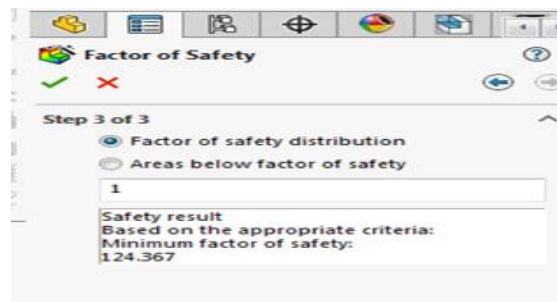 Factor of Safety
Step 3 of 3
Factor of safety distribution
Areas below factor of safety
1
Safety result
Based on the appropriate criteria:
Minimum factor of safety:
124.367